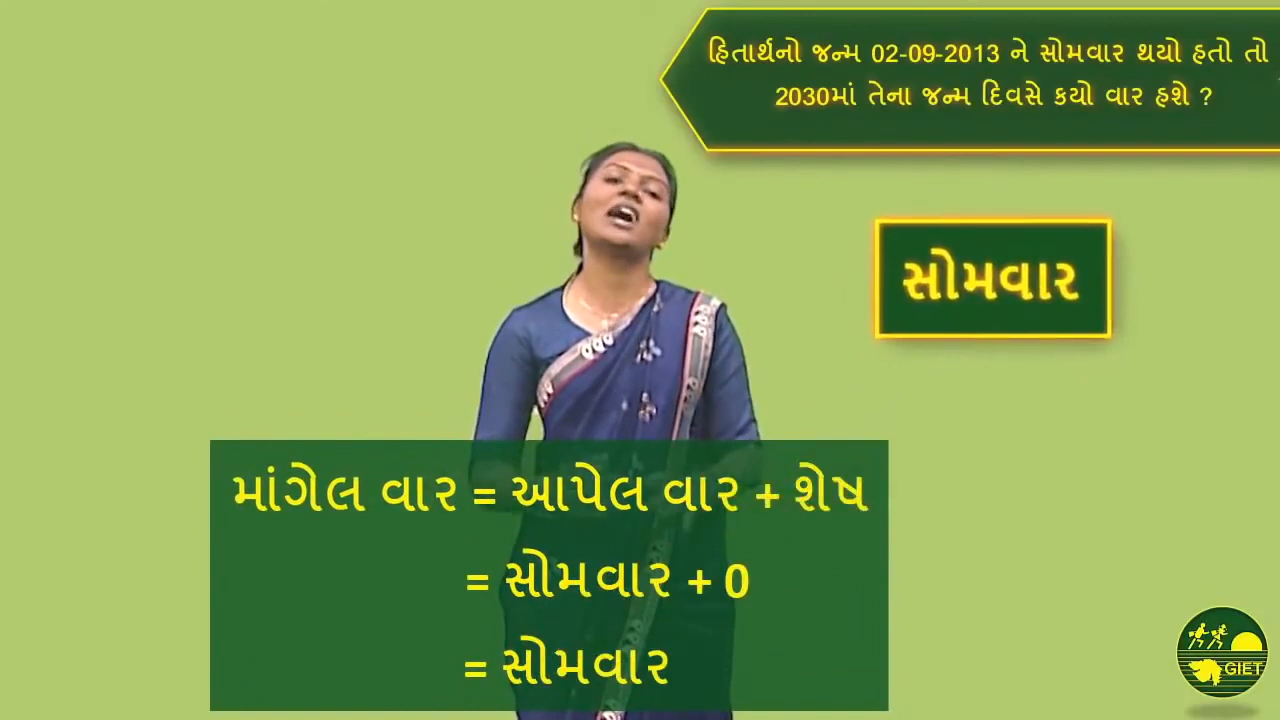 હિતાર્થનો જન્મ 02-09-2013 ને સોમવાર થયો હતો તો
2030માં તેના જન્મ દિવસે કયો વાર હશે ?
સોમવાર
માંગેલ વાર = આપેલ વાર + શેષ
= સોમવાર + 0
= સોમવાર
GIET